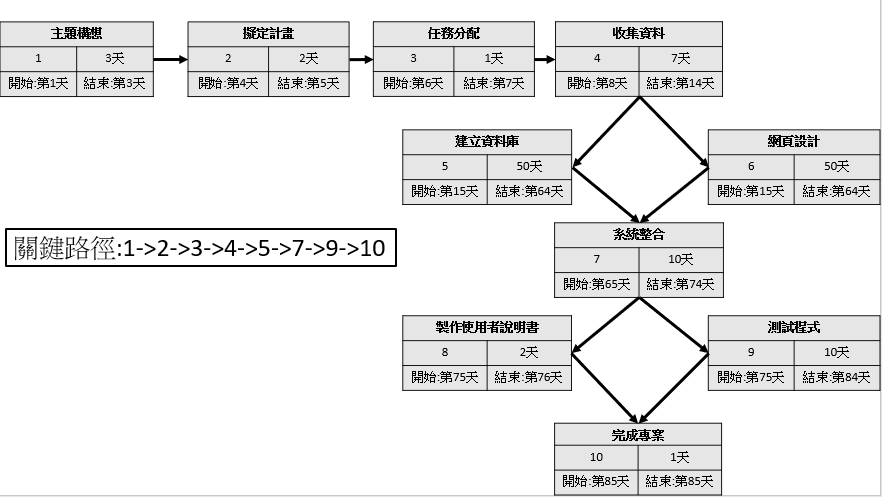 主題構想
1 3天
開始:第1天 結束:第3天
擬定計畫
2 2天
開始:第4天 結束:第5天
任務分配
3 1天
開始:第6天 結束:第7天
收集資料
4 7天
開始:第8天 結束:第14天
建立資料庫
5 50天
開始:第15天 結束:第64天
網頁設計
6 50天
開始:第15天 結束:第64天
關鍵路徑:1->2->3->4->5->7->9->10
系統整合
7 10天
開始:第65天 結束:第74天
製作使用者說明書
8 2天
開始:第75天 結束:第76天
測試程式
9 10天
開始:第75天 結束:第84天
完成專案
10 1天
開始:第85天 結束:第85天